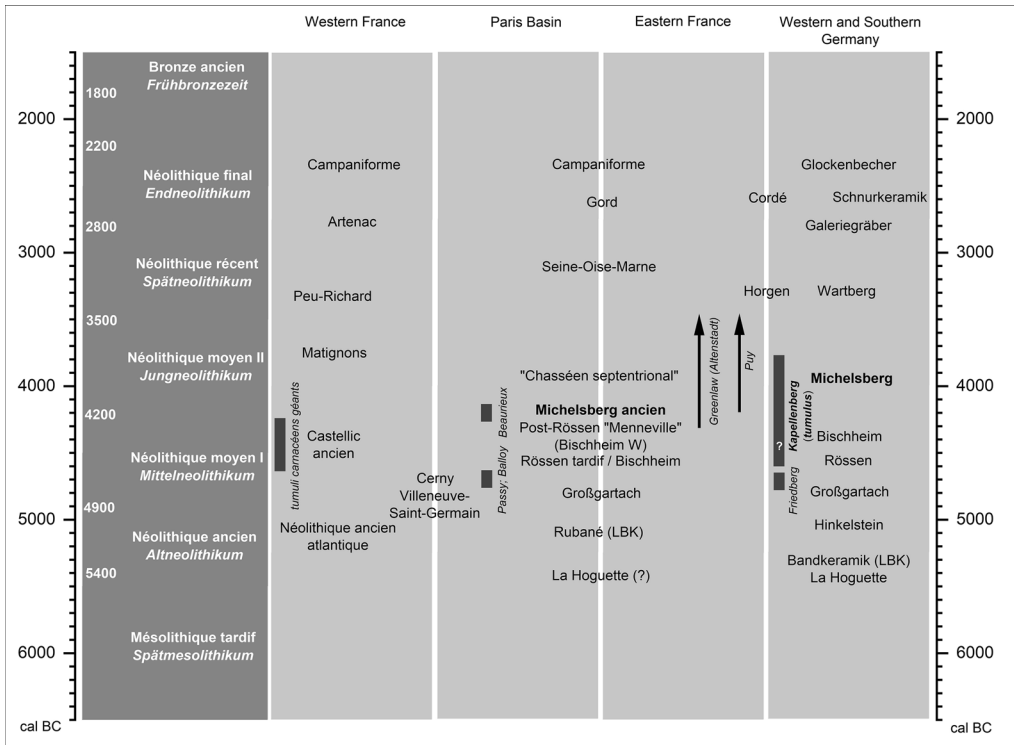 Western France
Paris Basin
Eastern France
Western and Southern
Germany
2000
3000
4000
5000
6000
cal BC
Bronze ancien
Frühbronzezeit
1800
2200
Néolithique final
Endneolithikum
2800
Néolithique récent
Spätneolithikum
3500
Néolithique moyen II
Jungneolithikum
4200
Néolithique moyen I
Mittelneolithikum
4900
Néolithique ancien
Altneolithikum
5400
Mésolithique tardif
Spätmesolithikum
Campaniforme
Artenac
Peu-Richard
Matignons
tumuli carnacéens géants
Castellic
ancien
Cerny
Villeneuve-
Saint-Germain
Néolithique ancien
atlantique
Campaniforme
Gord
Seine-Oise-Marne
"Chasséen septentrional"
Michelsberg ancien
Post-Rössen "Menneville"
(Bischheim W)
Rössen tardif / Bischheim
Großgartach
Rubané (LBK)
La Hoguette (?)
Passy; Balloy
Beaurieux
Greenlaw (Altenstadt)
Puy
Cordé
Horgen
Glockenbecher
Schnurkeramik
Galeriegräber
Wartberg
Michelsberg
Bischheim
Rössen
Großgartach
Hinkelstein
Bandkeramik (LBK)
La Hoguette
?
Kapellenberg
(tumulus)
Friedberg
2000
3000
4000
5000
6000
cal BC